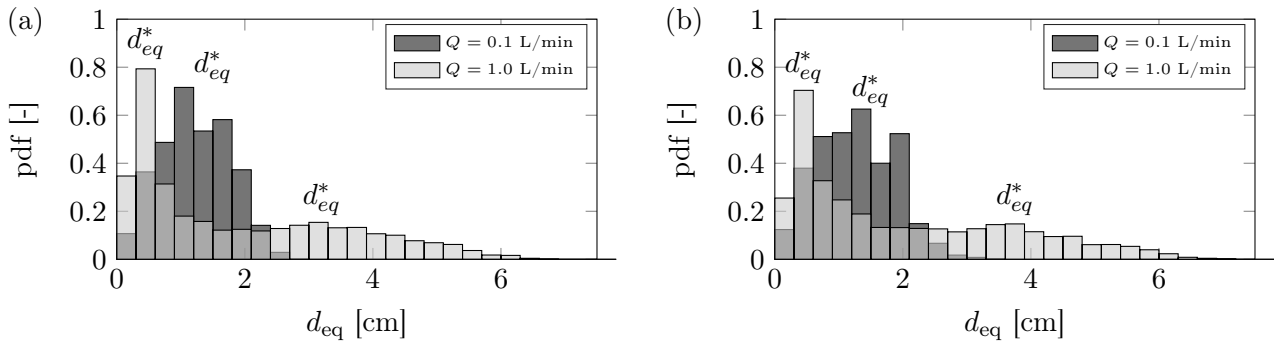 (a)
1
0.8
0.6
0.4
0.2
0
pdf [-]
d*eq
d*eq
d*eq
Q = 0.1 L/min
Q = 1.0 L/min
0 2 4 6
deq [cm]
(b)
1
0.8
0.6
0.4
0.2
0
pdf [-]
d*eq
d*eq
d*eq
Q = 0.1 L/min
Q = 1.0 L/min
0 2 4 6
deq [cm]